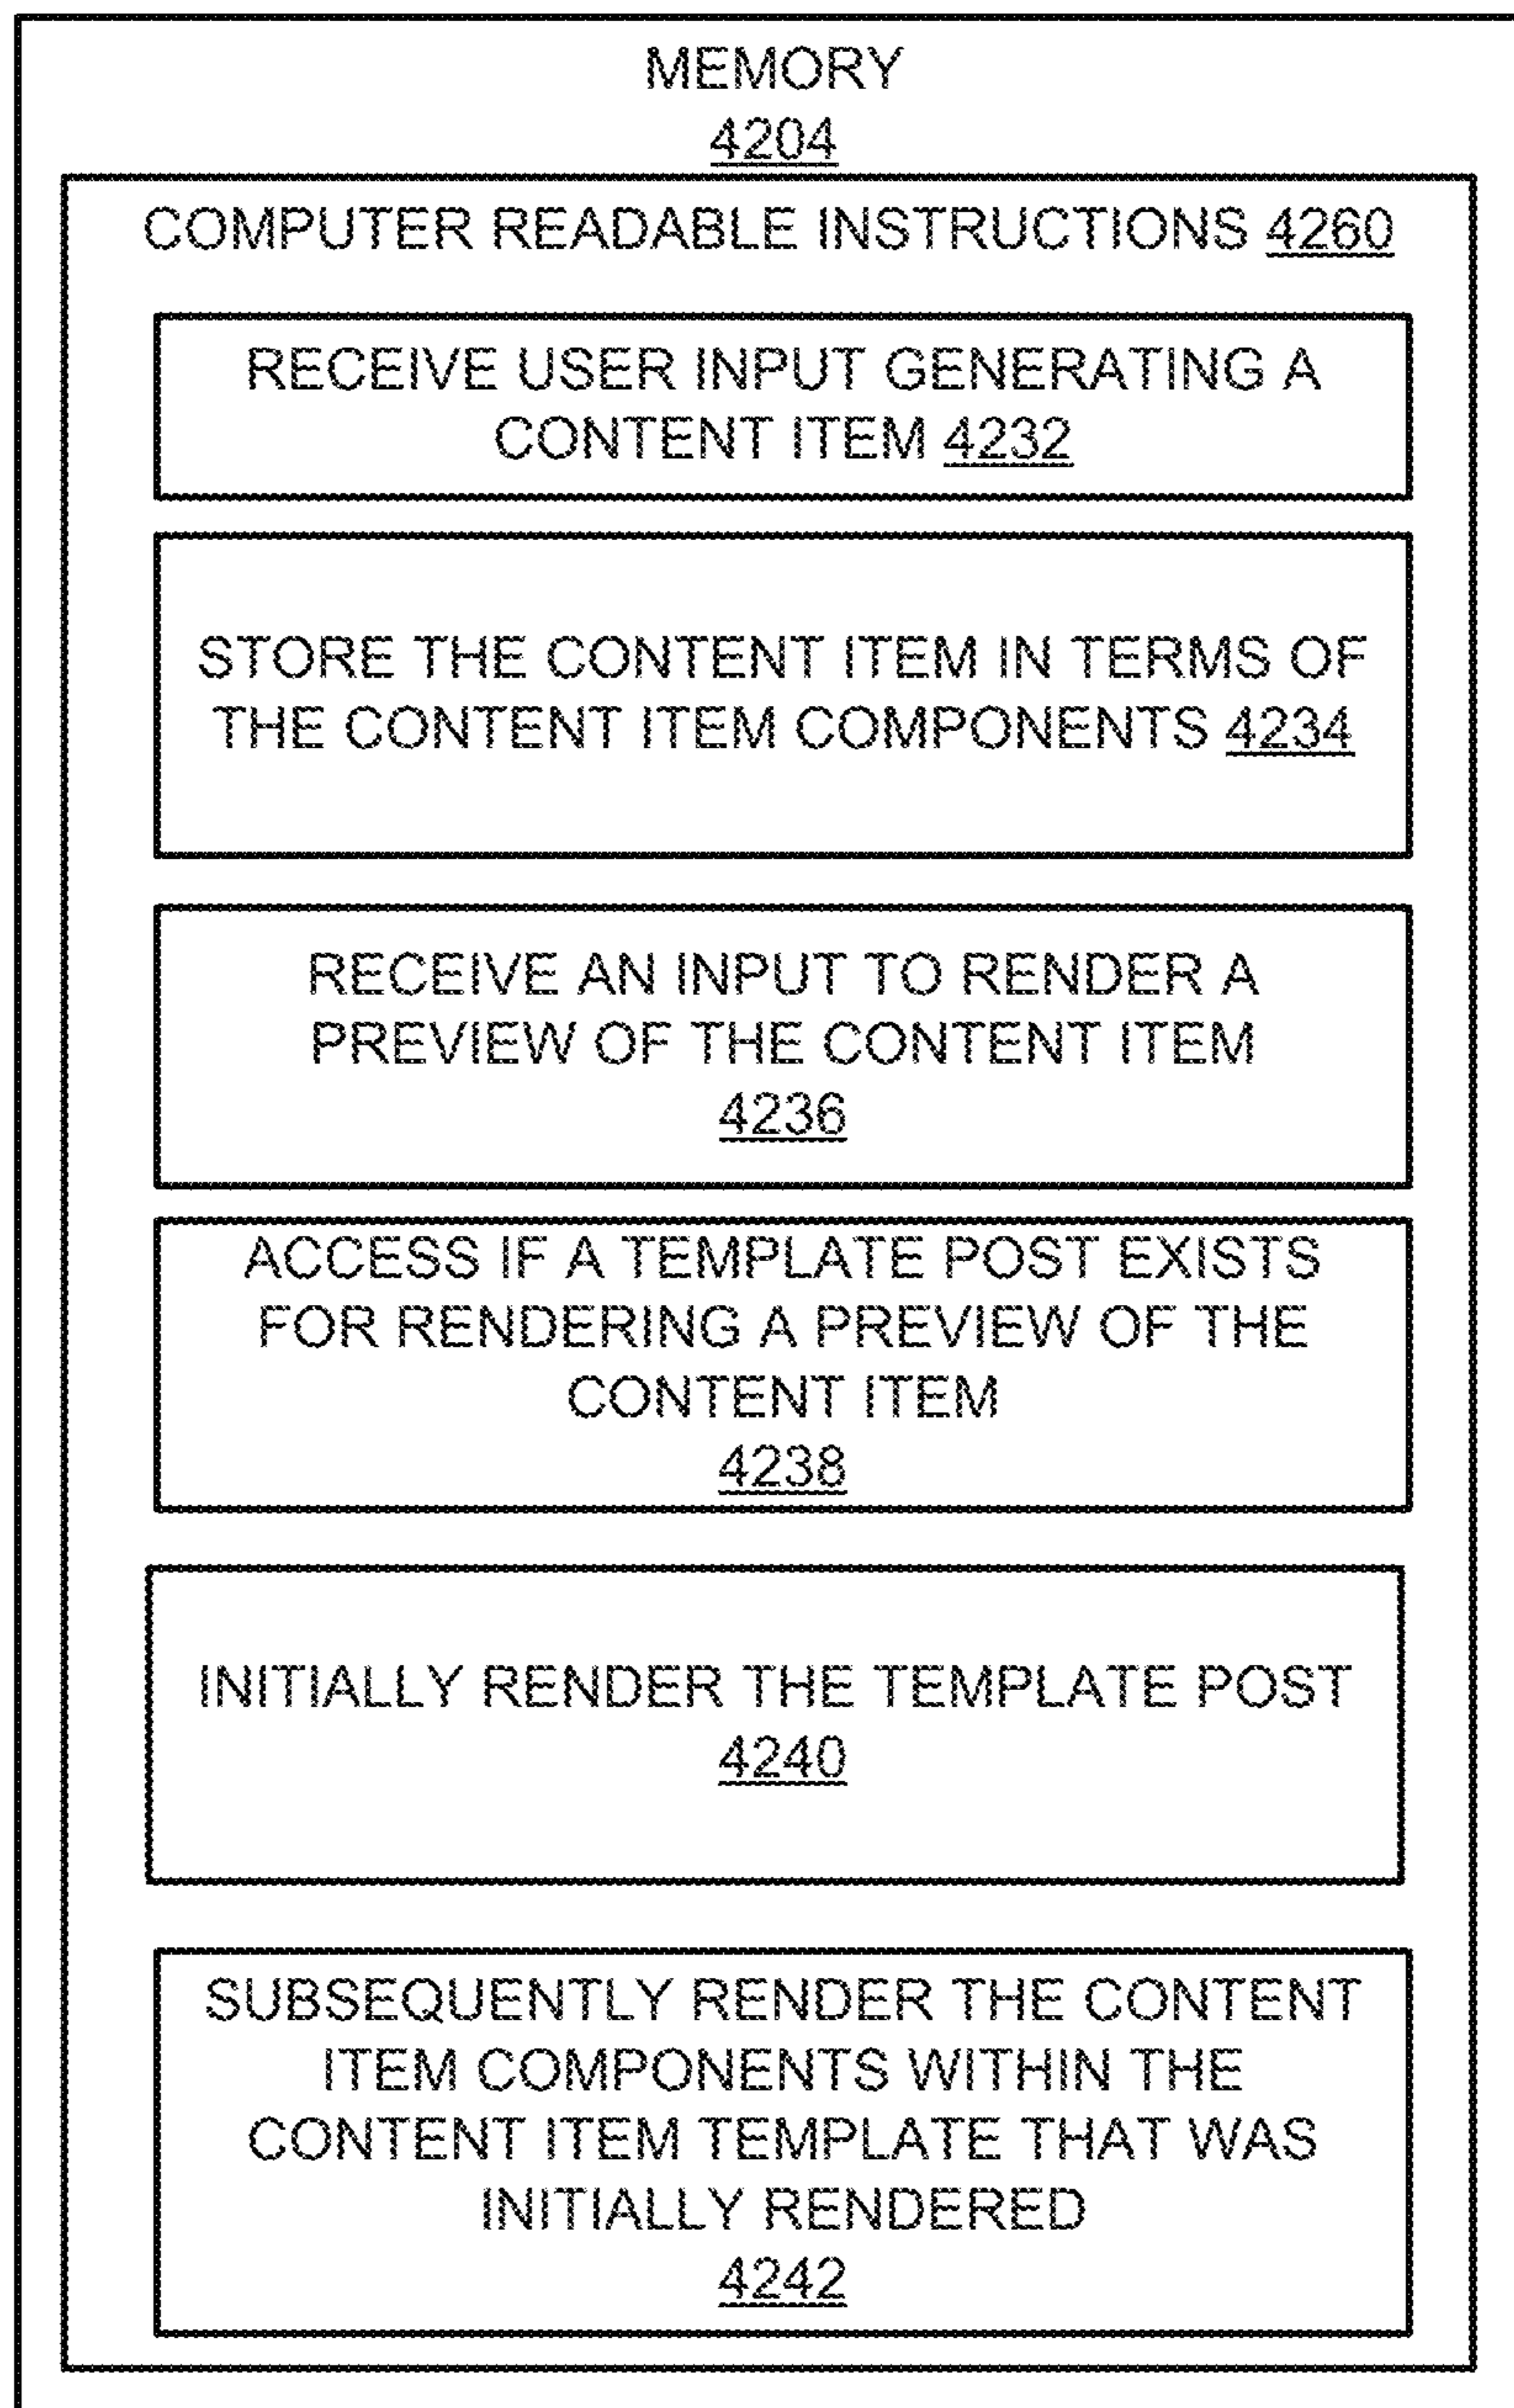 MEMORY
4204
COMPUTER READABLE INSTRUCTIONS 4260
RECEIVE USER INPUT GENERATING A
CONTENT ITEM 4232
STORE THE CONTENT ITEM IN TERMS OF
THE CONTENT ITEM COMPONENTS 4234
RECEIVE AN INPUT TO RENDER A
PREVIEW OF THE CONTENT ITEM
4236
ACCESS IF A TEMPLATE POST EXISTS
FOR RENDERING A PREVIEW OF THE
CONTENT ITEM
4238
INITIALLY RENDER THE TEMPLATE POST
4240
SUBSEQUENTLY RENDER THE CONTENT
ITEM COMPONENTS WITHIN THE
CONTENT ITEM TEMPLATE THAT WAS
INITIALLY RENDERED
4242